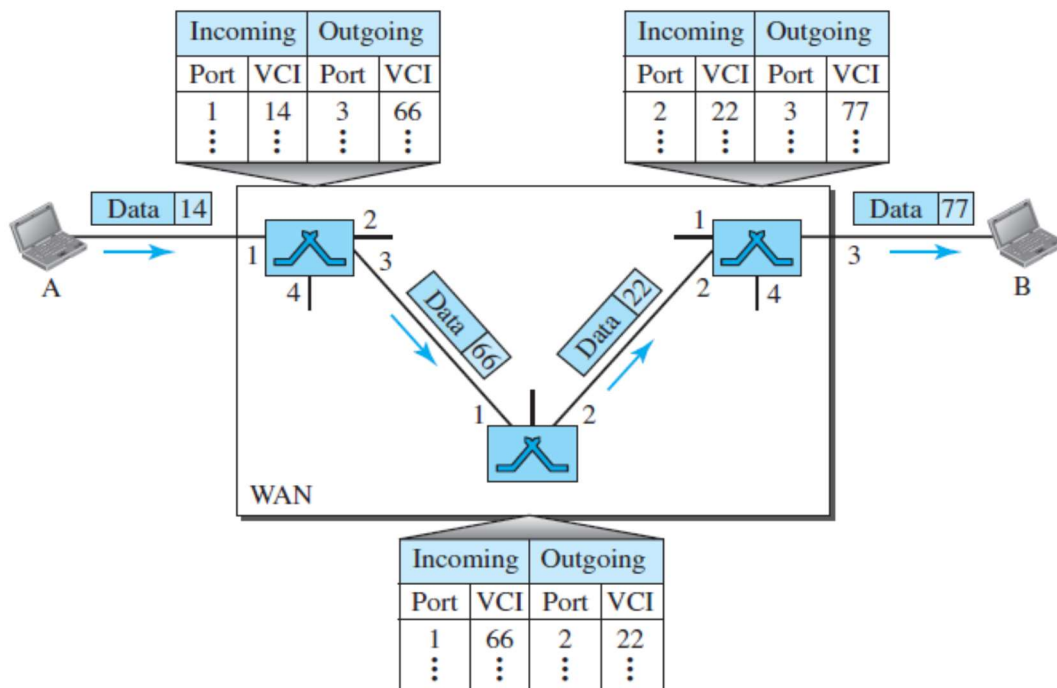 Incoming Outgoing
Port VCI Port VCI
1 14 3 66
⋮ ⋮ ⋮ ⋮
Incoming Outgoing
Port VCI Port VCI
2 22 3 77
⋮ ⋮ ⋮ ⋮
Data 14
A
1
2
3
4
Data 66
Data 22
1
2
1
2
3
4
Data 77
B
WAN
Incoming Outgoing
Port VCI Port VCI
1 66 2 22
⋮ ⋮ ⋮ ⋮